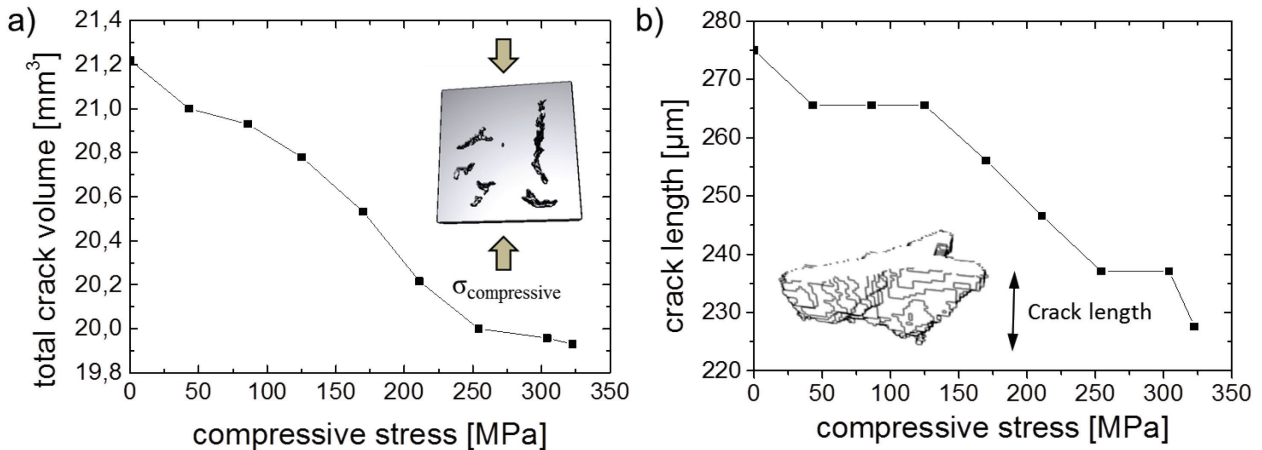 a)
total crack volume [mm³]
21,4
21,2
21,0
20,8
20,6
20,4
20,2
20,0
19,8
0 50 100 150 200 250 300 350
compressive stress [MPa]
σcompressive
b)
crack length [µm]
280
270
260
250
240
230
220
0 50 100 150 200 250 300 350
compressive stress [MPa]
Crack length